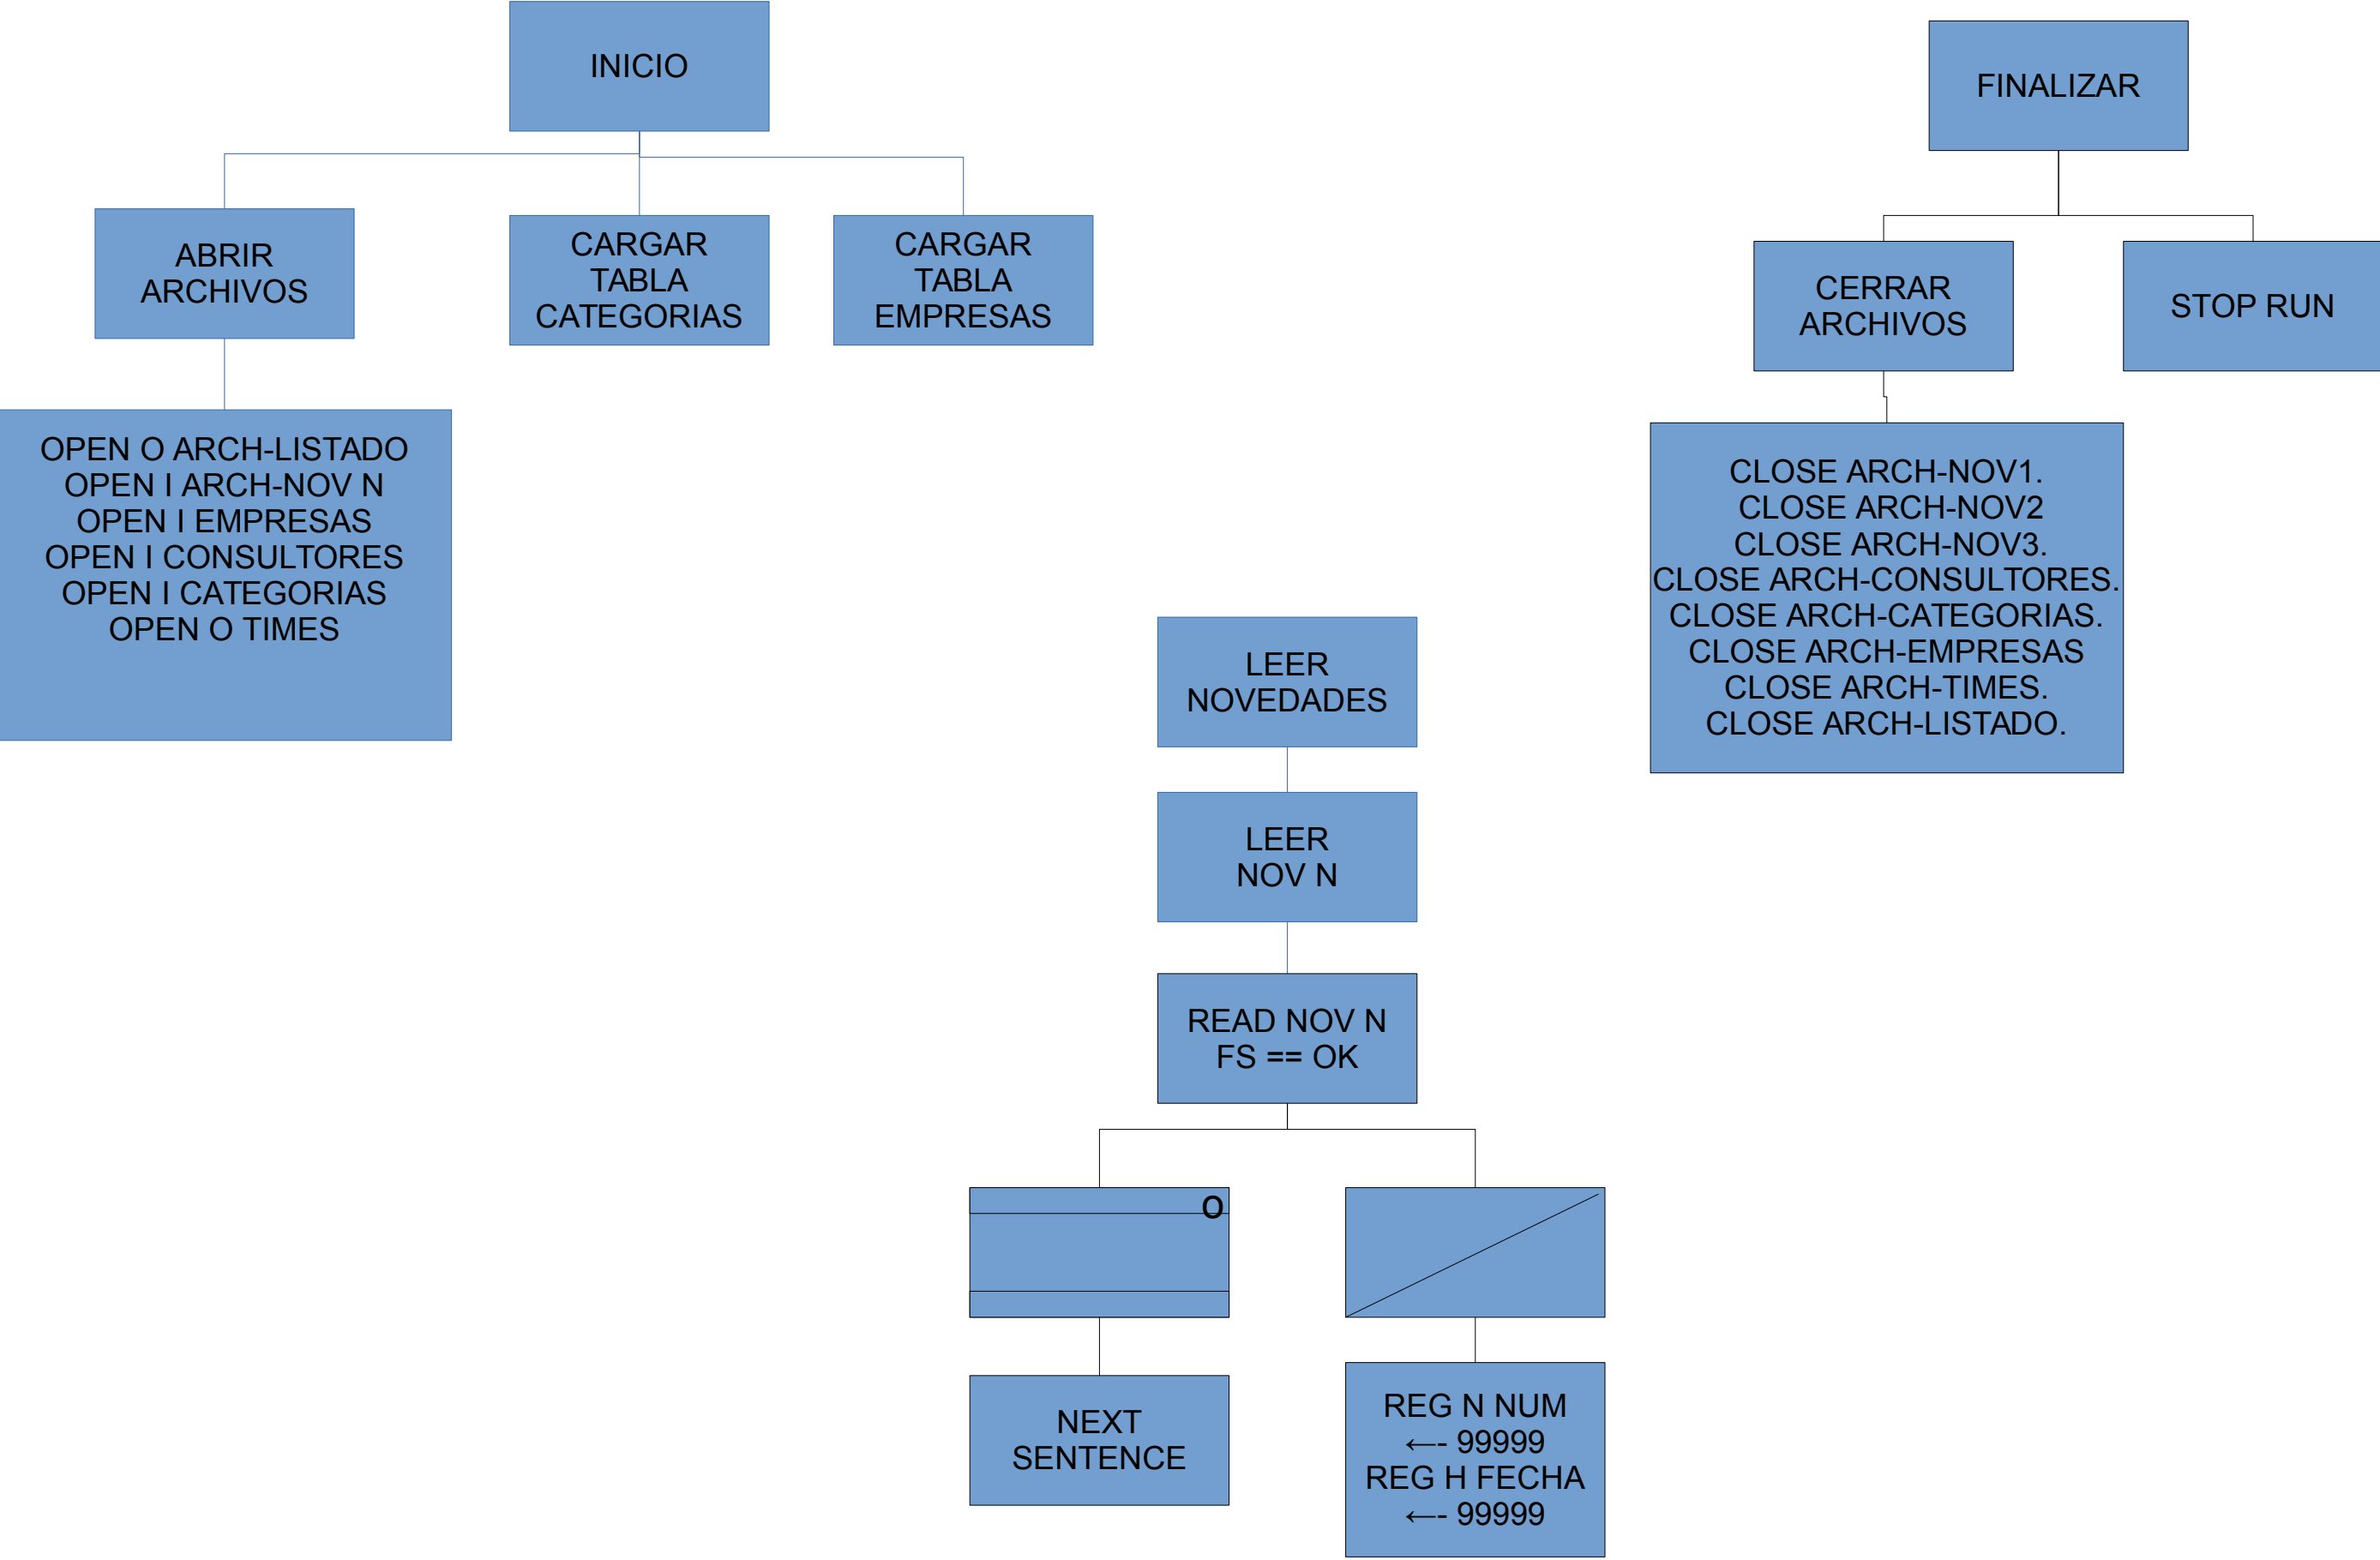 INICIO
ABRIR
ARCHIVOS
CARGAR
TABLA
CATEGORIAS
CARGAR
TABLA
EMPRESAS
OPEN O ARCH-LISTADO
OPEN I ARCH-NOV N
OPEN I EMPRESAS
OPEN I CONSULTORES
OPEN I CATEGORIAS
OPEN O TIMES
FINALIZAR
CERRAR
ARCHIVOS
STOP RUN
CLOSE ARCH-NOV1.
CLOSE ARCH-NOV2
CLOSE ARCH-NOV3.
CLOSE ARCH-CONSULTORES.
CLOSE ARCH-CATEGORIAS.
CLOSE ARCH-EMPRESAS
CLOSE ARCH-TIMES.
CLOSE ARCH-LISTADO.
LEER
NOVEDADES
LEER
NOV N
READ NOV N
FS == OK
O
NEXT
SENTENCE
REG N NUM
←- 99999
REG H FECHA
←- 99999